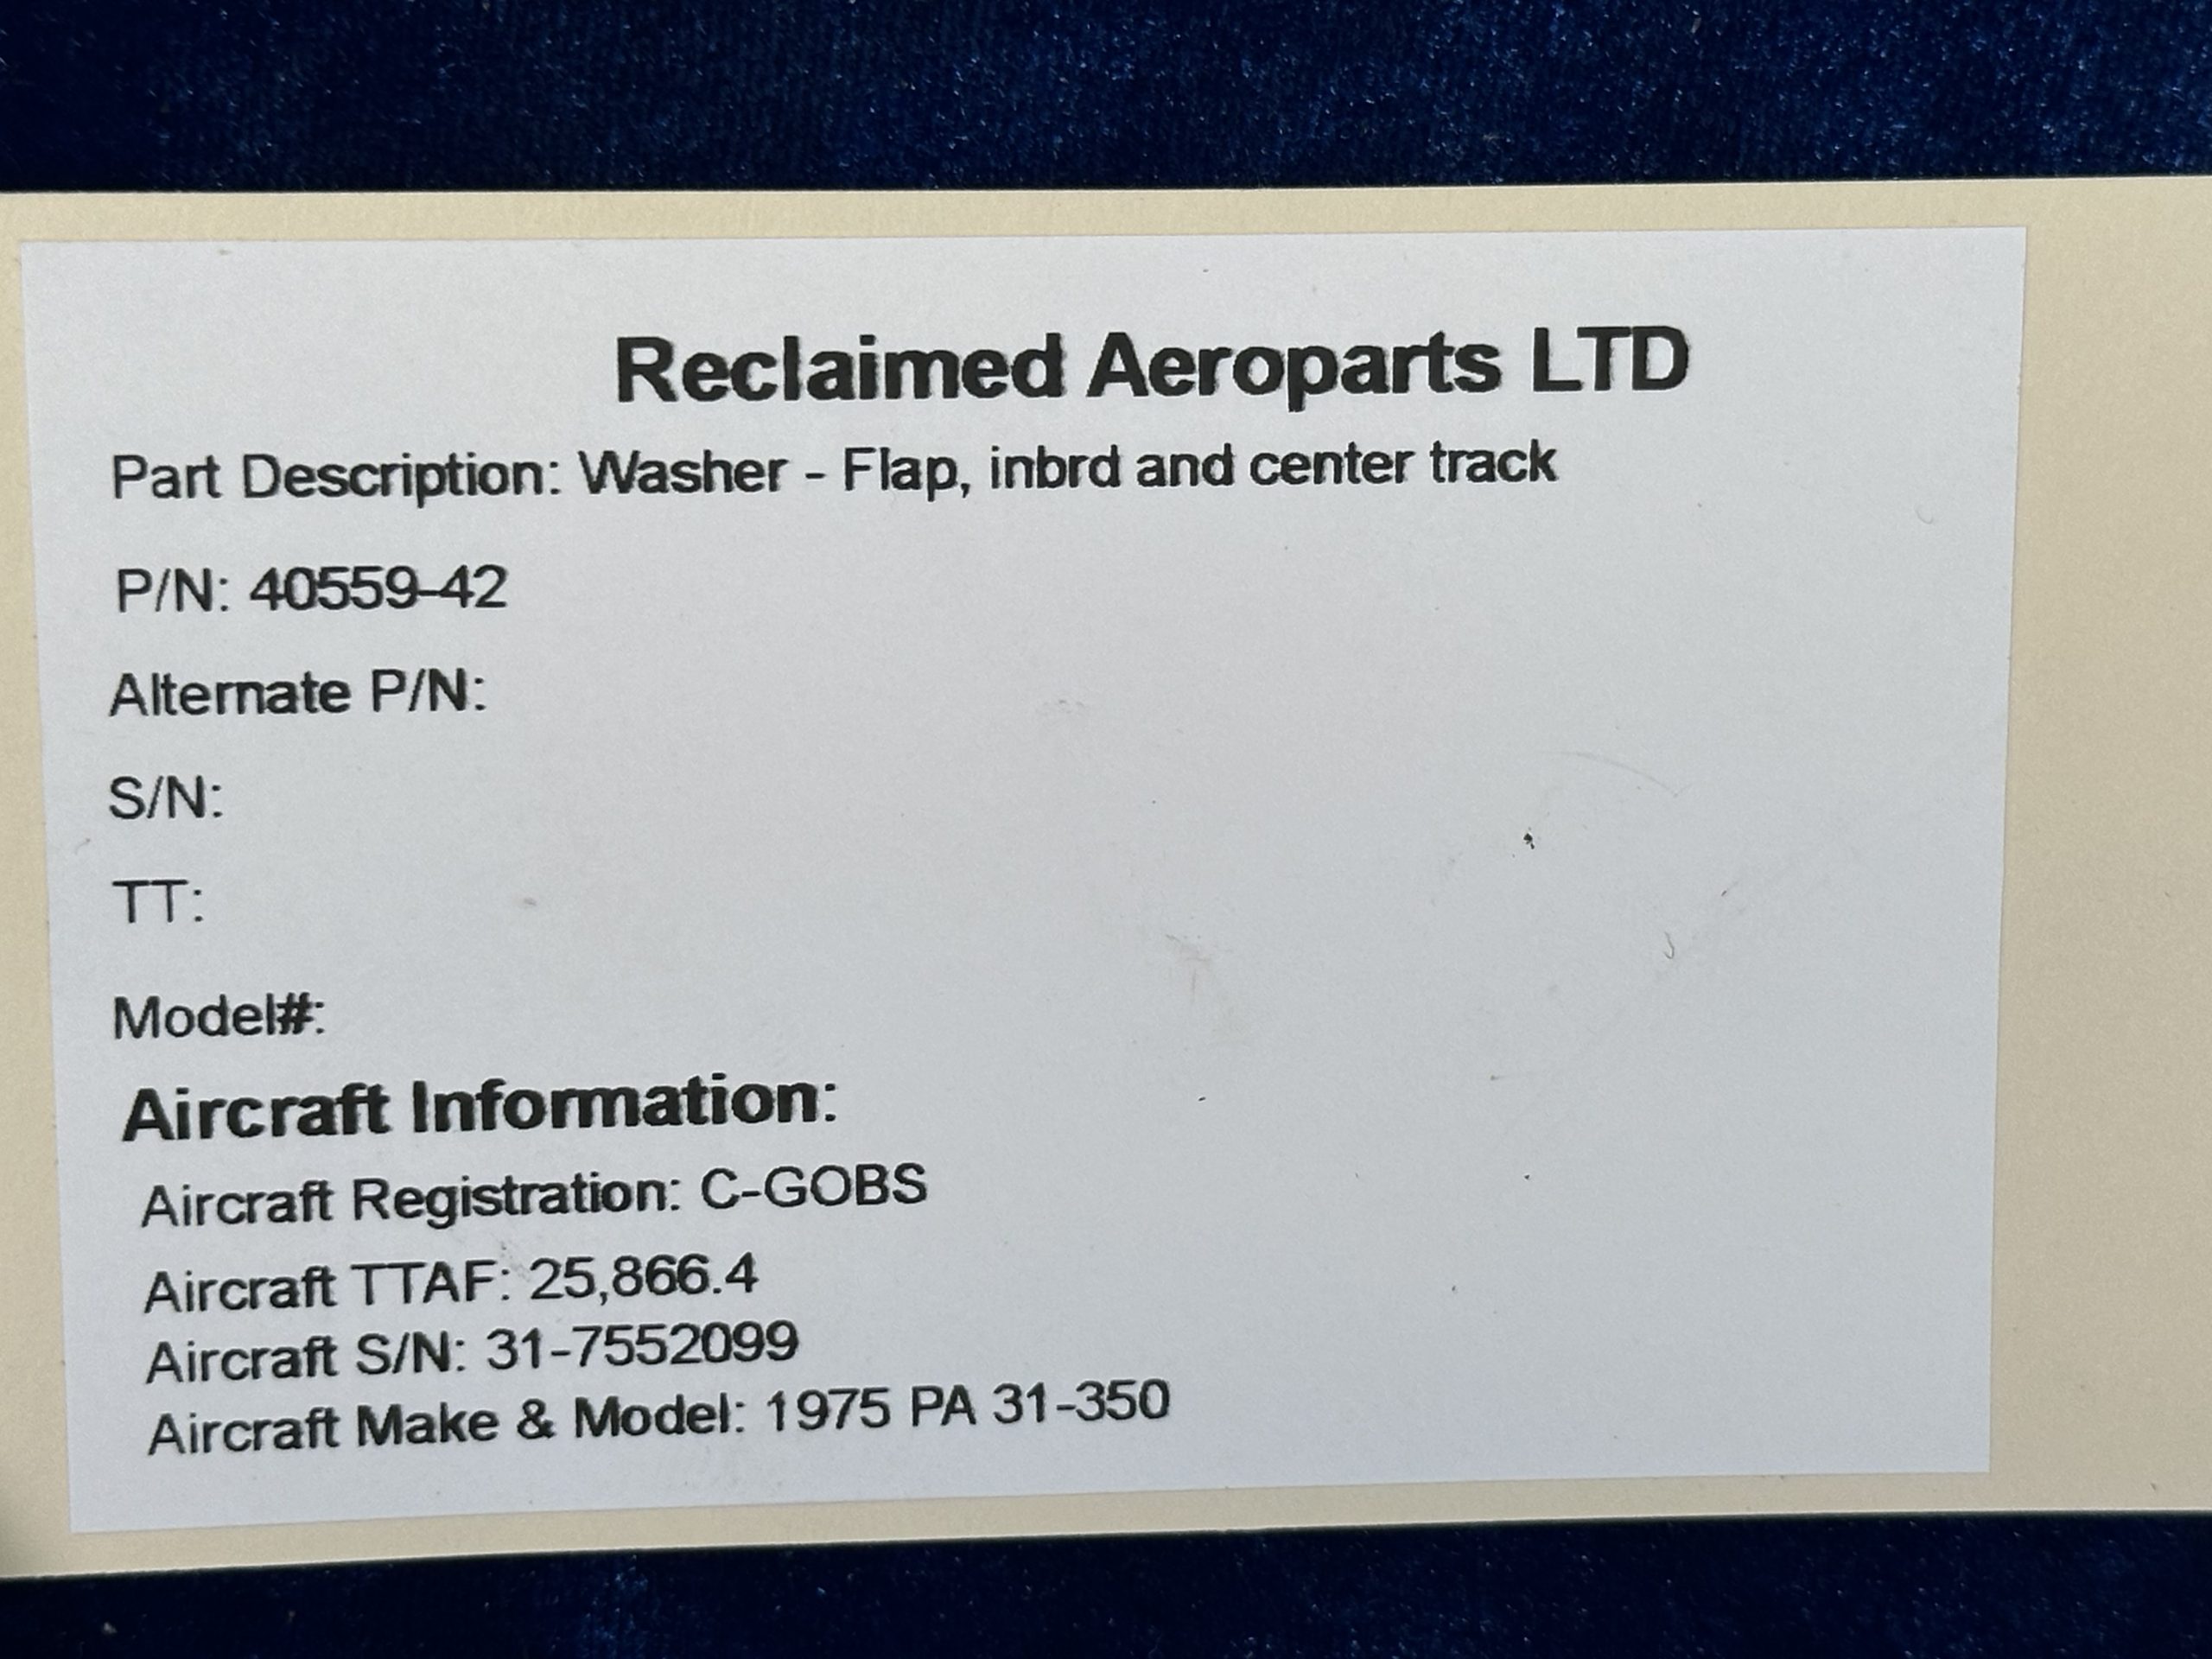 Reclaimed Aeroparts LTD
Part Description: Washer - Flap, inbrd and center track
P/N: 40559-42
Alternate P/N:
S/N:
TT:
Model#:
Aircraft Information:
Aircraft Registration: C-GOBS
Aircraft TTAF: 25,866.4
Aircraft S/N: 31-7552099
Aircraft Make & Model: 1975 PA 31-350